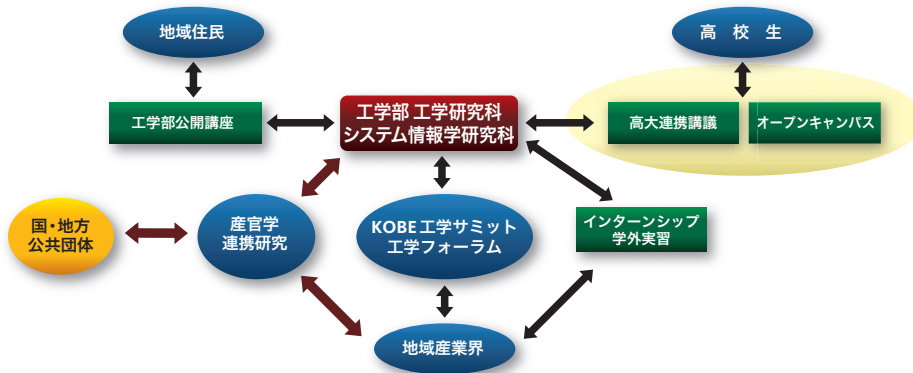 地域住民
高 校 生
工学部公開講座
工学部 工学研究科
システム情報学研究科
高大連携講議
オープンキャンパス
国・地方
公共団体
産官学
連携研究
KOBE工学サミット
工学フォーラム
インターンシップ
学外実習
地域産業界